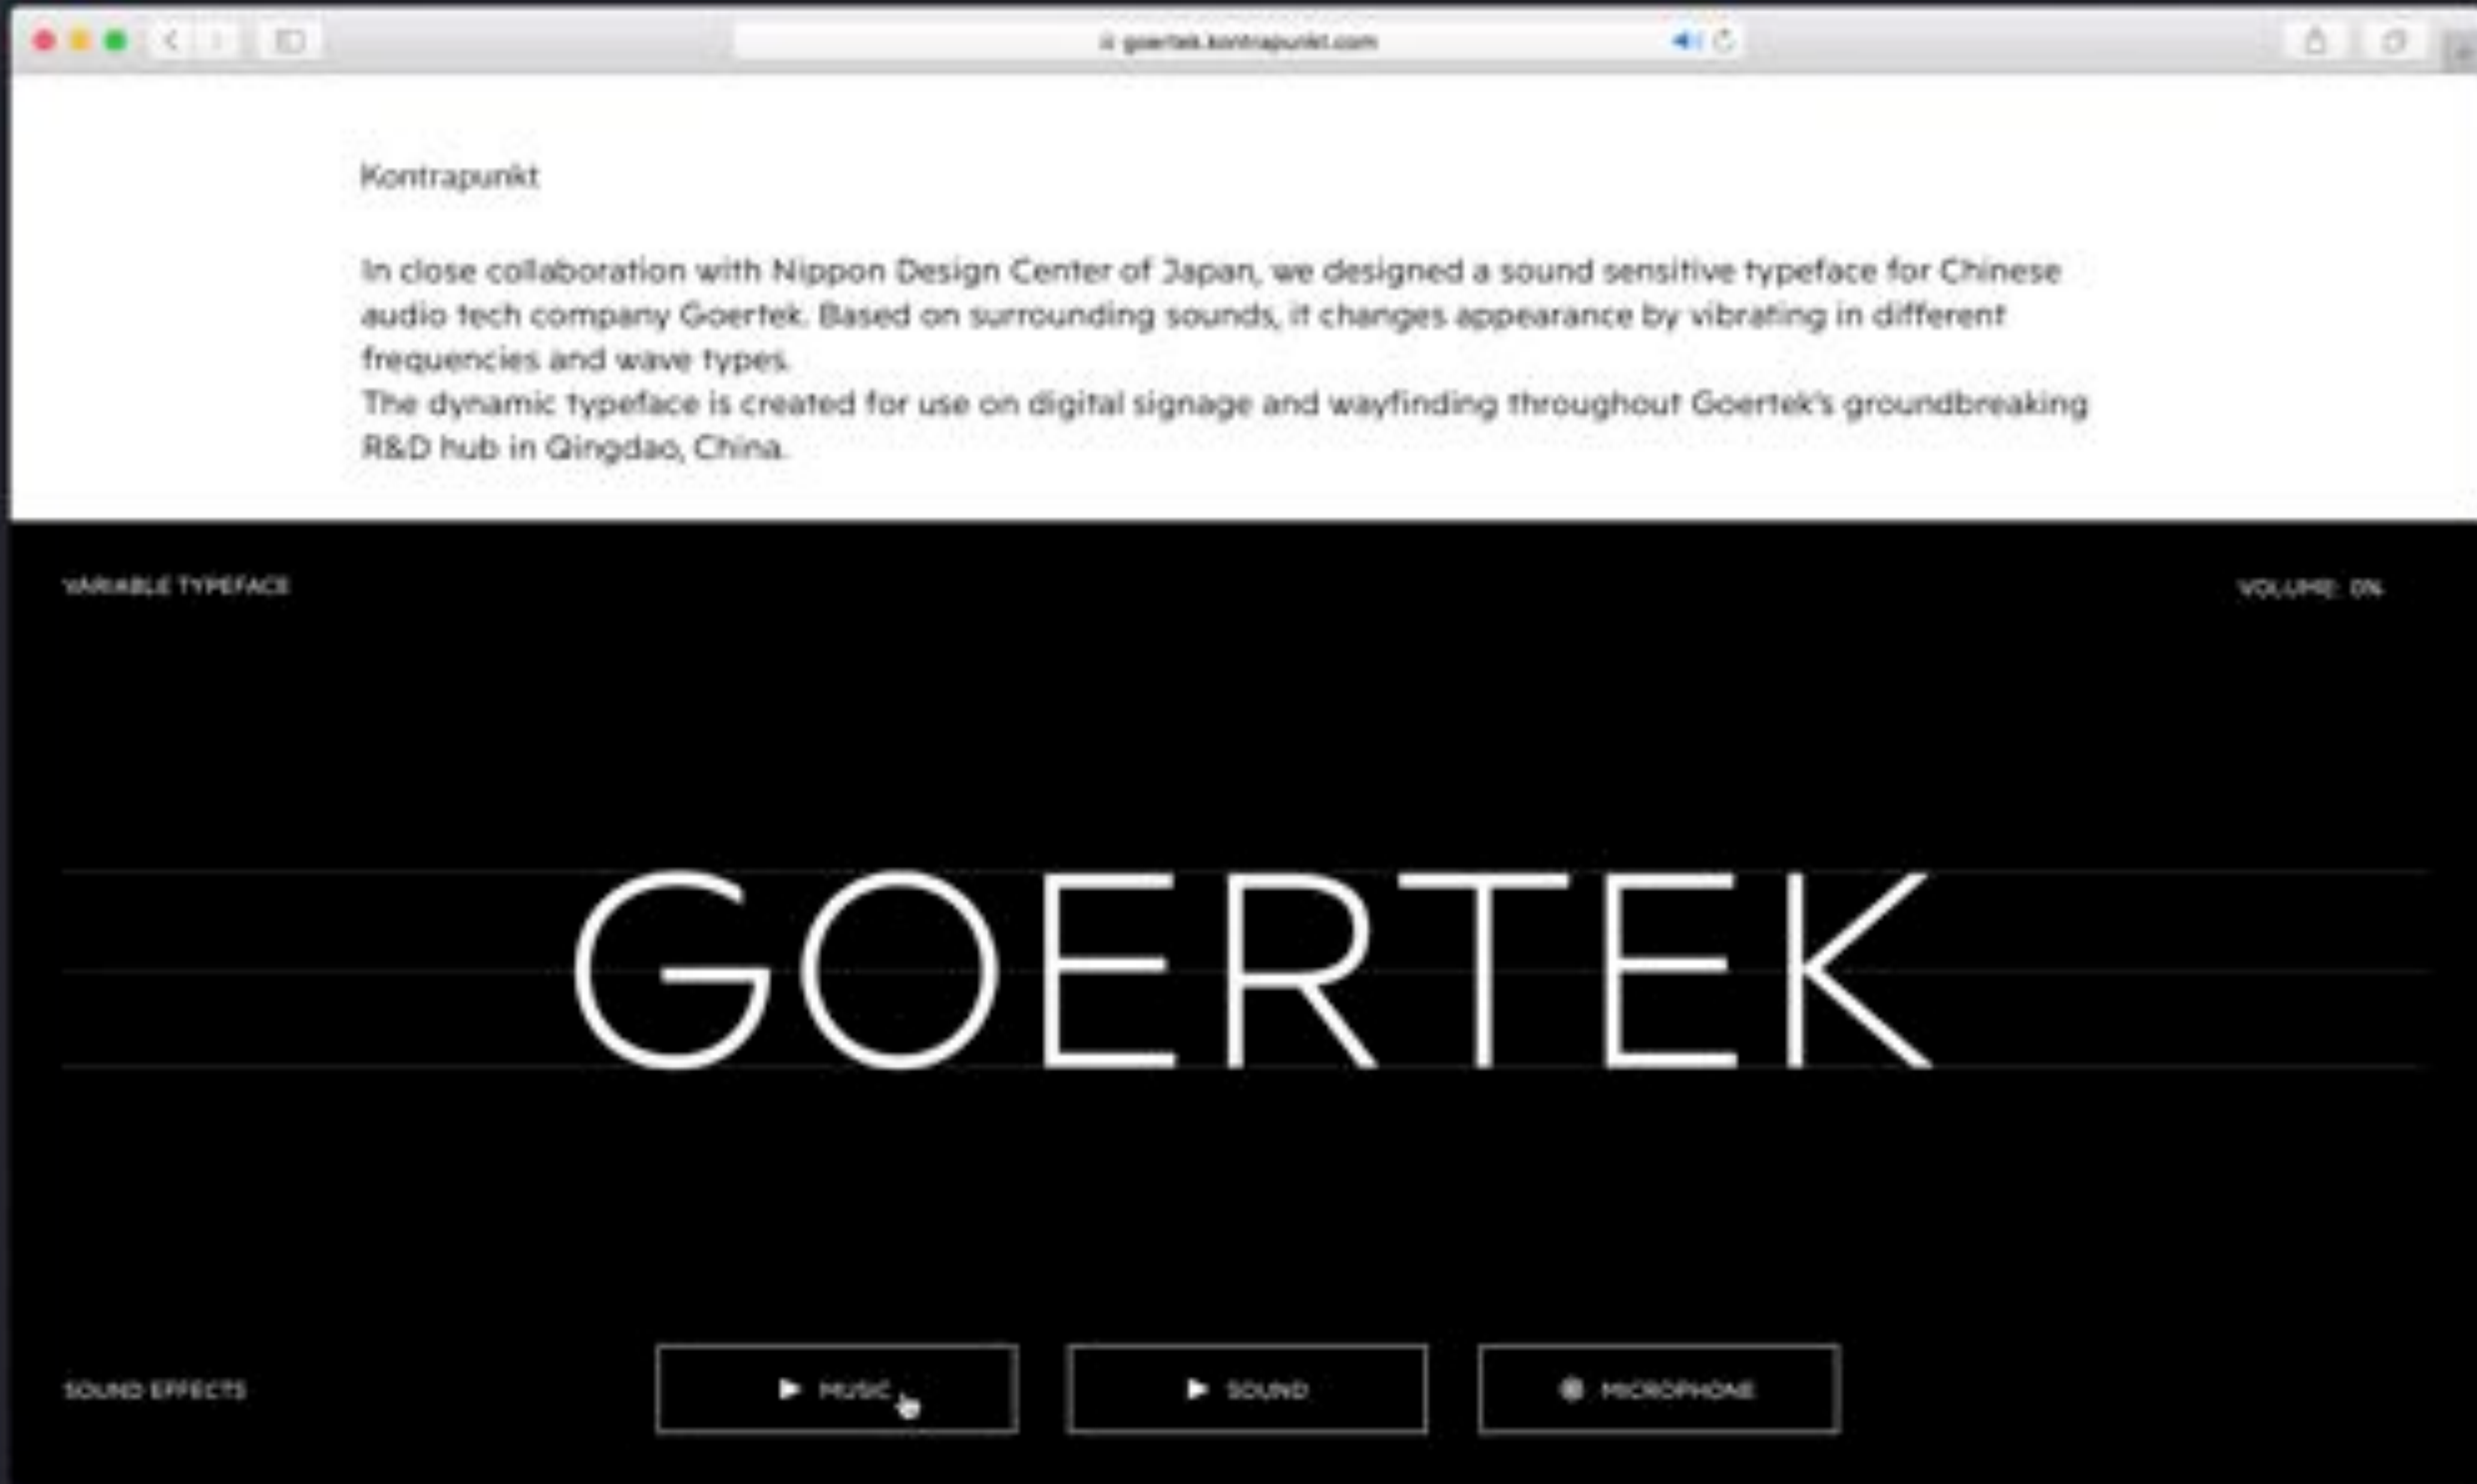 goertek.kontrapunkt.com
Kontrapunkt
In close collaboration with Nippon Design Center of Japan, we designed a sound sensitive typeface for Chinese
audio tech company Goertek. Based on surrounding sounds, it changes appearance by vibrating in different
frequencies and wave types.
The dynamic typeface is created for use on digital signage and wayfinding throughout Goertek's groundbreaking
R&D hub in Qingdao, China.
VARIABLE TYPEFACE
VOLUME: 0%
GOERTEK
SOUND EFFECTS
MUSIC
SOUND
MICROPHONE